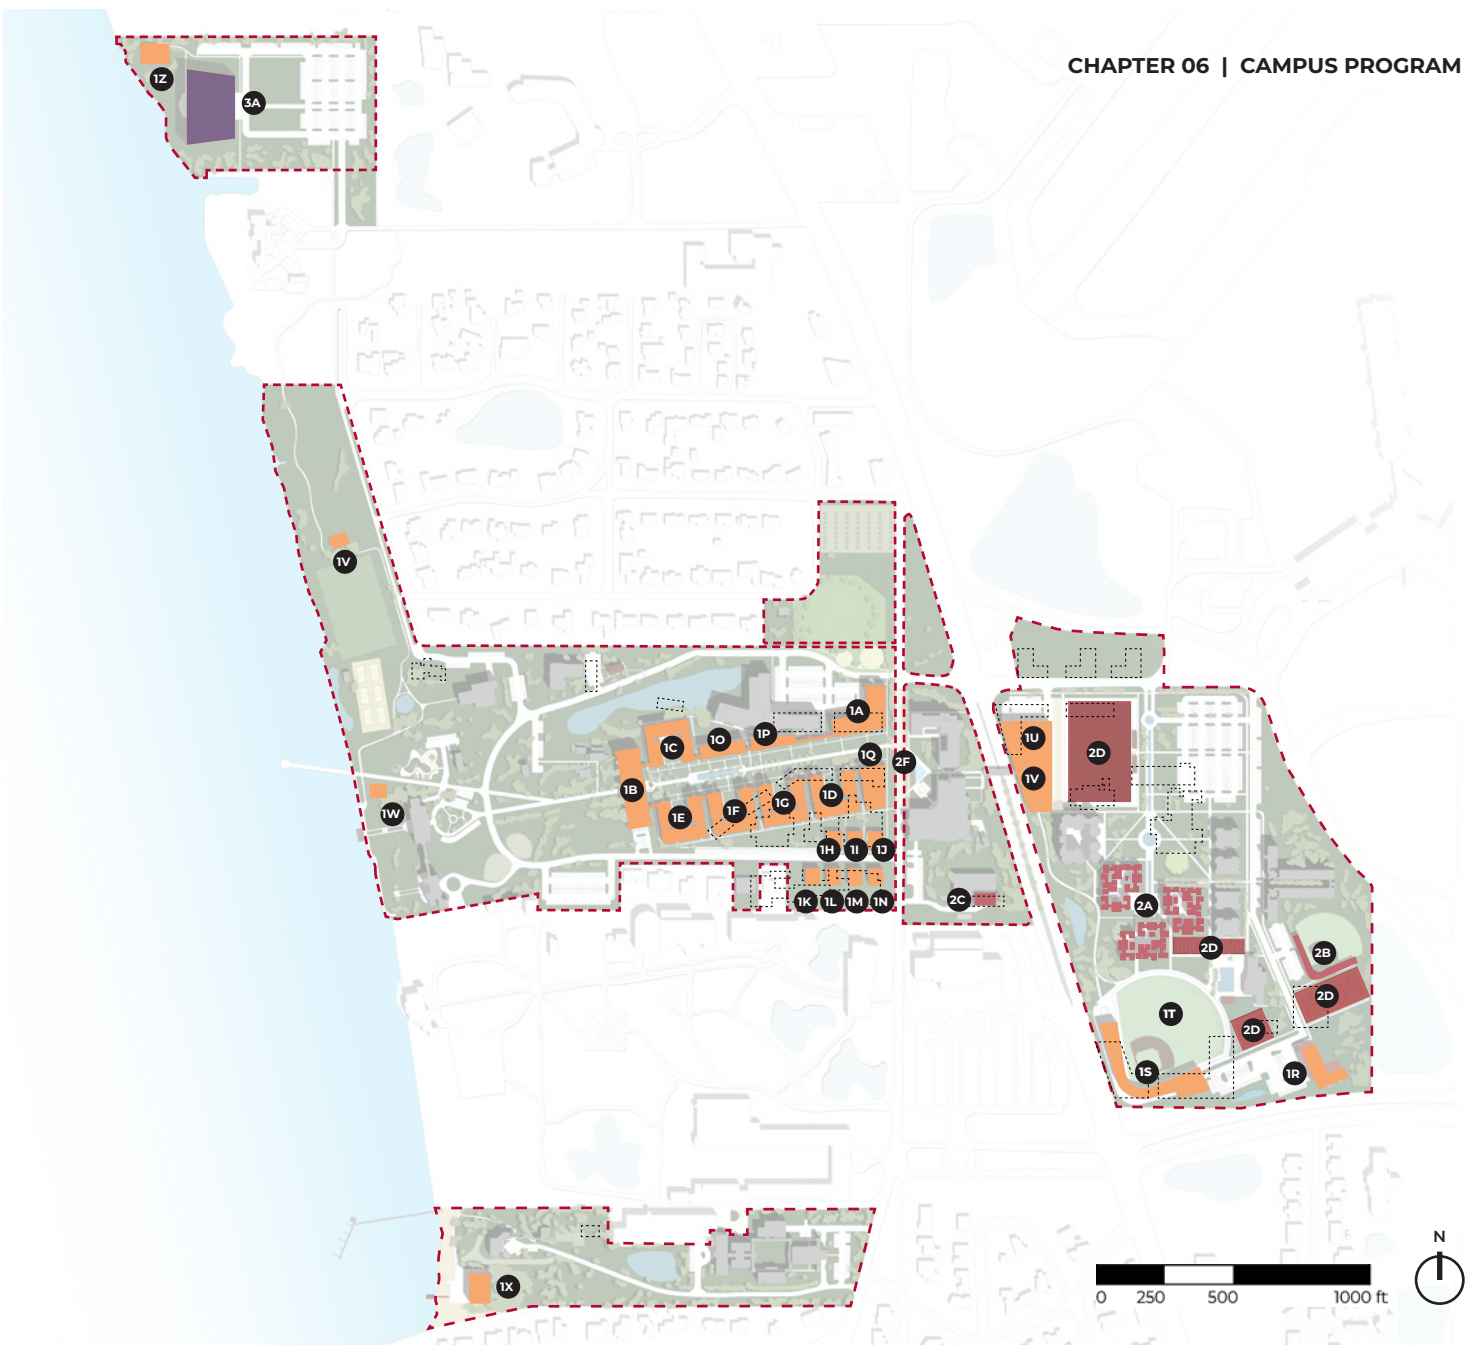 CHAPTER 06 | CAMPUS PROGRAM
1Z
3A
1V
1A
1C
1O
1P
1Q
2F
1B
1W
1E
1F
1G
1D
1H
1I
1J
1K
1L
1M
1N
2C
1U
1V
2D
2A
2D
2B
2D
2D
1T
1S
1R
1X
N
0 250 500 1000 ft